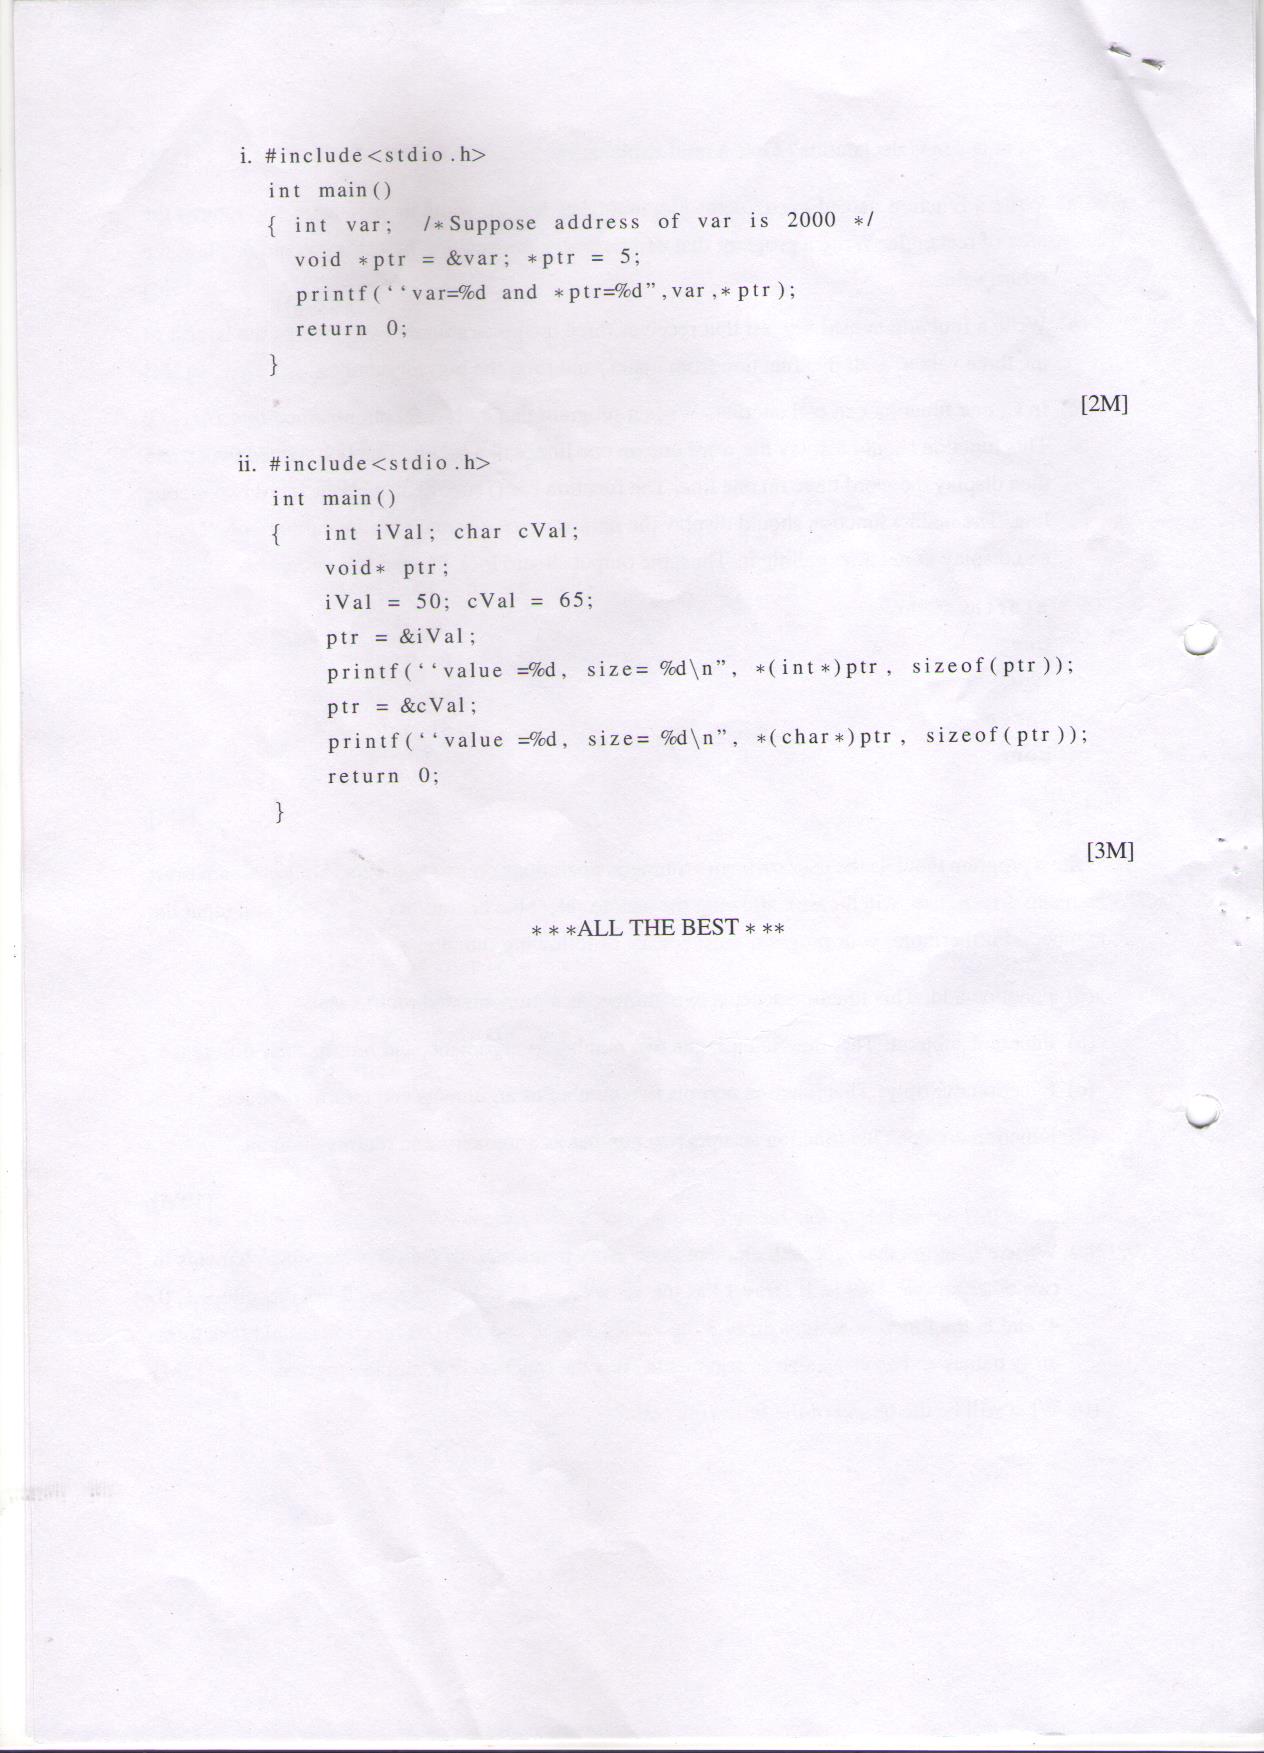 i. #include<stdio.h>
int main()
{ int var; /*Suppose address of var is 2000 */
void *ptr = &var; *ptr = 5;
printf(‘‘var=%d and *ptr=%d”,var,*ptr);
return 0;
}
[2M]
ii. #include<stdio.h>
int main()
{ int iVal; char cVal;
void* ptr;
iVal = 50; cVal = 65;
ptr = &iVal;
printf(‘‘value =%d, size= %d\n”, *(int*)ptr, sizeof(ptr));
ptr = &cVal;
printf(‘‘value =%d, size= %d\n”, *(char*)ptr, sizeof(ptr));
return 0;
}
[3M]
* * *ALL THE BEST * **